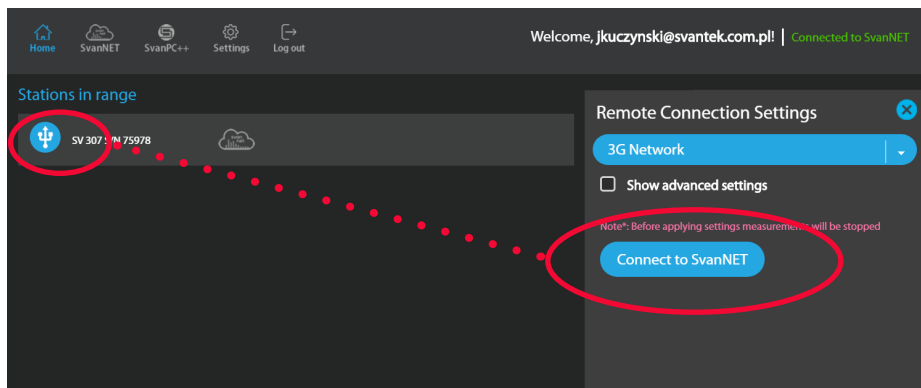 Home SvanNET SvanPC++ Settings Log out
Welcome, jkuczynski@svantek.com.pl! | Connected to SvanNET
Stations in range
SV 307 S/N 75978
Remote Connection Settings
3G Network
Show advanced settings
Note*: Before applying settings measurements will be stopped
Connect to SvanNET